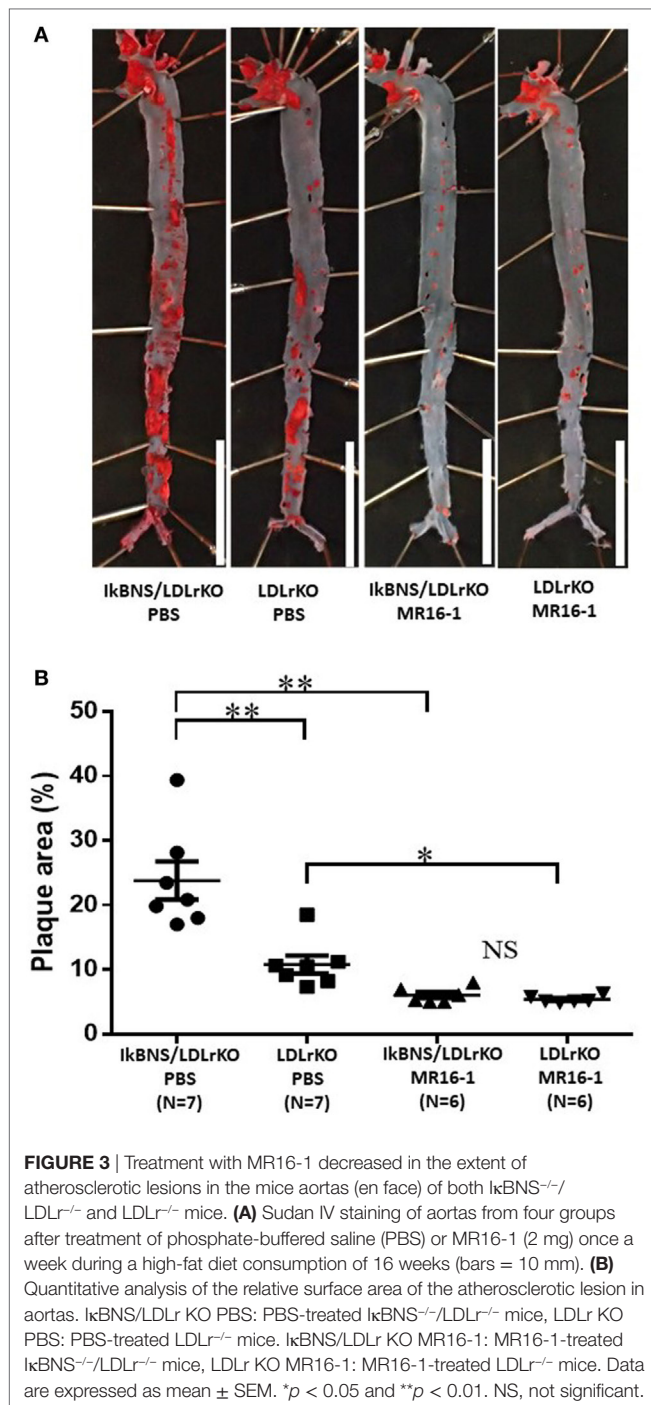 A
IkBNS/LDLrKO
PBS
LDLrKO
PBS
IkBNS/LDLrKO
MR16-1
LDLrKO
MR16-1
B
**
**
*
NS
Plaque area (%)
50
40
30
20
10
0
IkBNS/LDLrKO
PBS
(N=7)
LDLrKO
PBS
(N=7)
IkBNS/LDLrKO
MR16-1
(N=6)
LDLrKO
MR16-1
(N=6)
FIGURE 3 | Treatment with MR16-1 decreased in the extent of
atherosclerotic lesions in the mice aortas (en face) of both IκBNS⁻/⁻/
LDLr⁻/⁻ and LDLr⁻/⁻ mice. (A) Sudan IV staining of aortas from four groups
after treatment of phosphate-buffered saline (PBS) or MR16-1 (2 mg) once a
week during a high-fat diet consumption of 16 weeks (bars = 10 mm). (B)
Quantitative analysis of the relative surface area of the atherosclerotic lesion in
aortas. IκBNS/LDLr KO PBS: PBS-treated IκBNS⁻/⁻/LDLr⁻/⁻ mice, LDLr KO
PBS: PBS-treated LDLr⁻/⁻ mice. IκBNS/LDLr KO MR16-1: MR16-1-treated
IκBNS⁻/⁻/LDLr⁻/⁻ mice, LDLr KO MR16-1: MR16-1-treated LDLr⁻/⁻ mice. Data
are expressed as mean ± SEM. *p < 0.05 and **p < 0.01. NS, not significant.